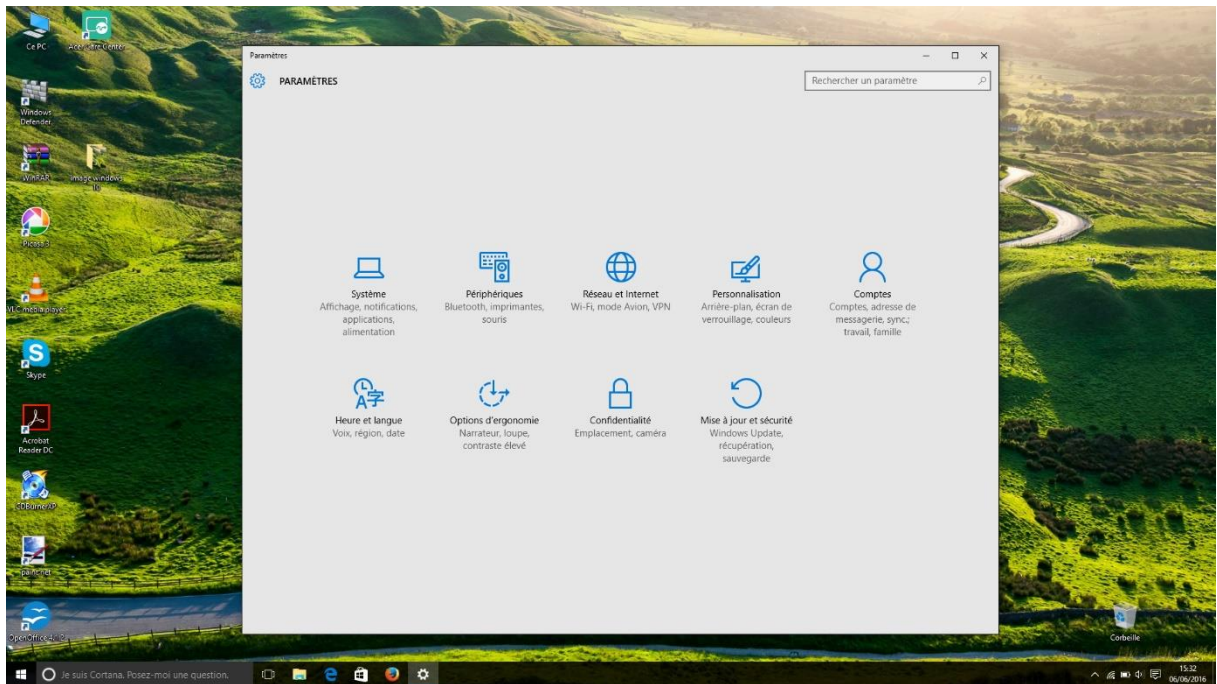 Ce PC
Acer Care Center
Windows
Defender
WinRAR
image windows
10
Picasa 3
VLC media player
Skype
Acrobat
Reader DC
CDBurnerXP
paint.net
Paramètres
PARAMÈTRES
Rechercher un paramètre
Système
Affichage, notifications,
applications,
alimentation
Périphériques
Bluetooth, imprimantes,
souris
Réseau et Internet
Wi-Fi, mode Avion, VPN
Personnalisation
Arrière-plan, écran de
verrouillage, couleurs
Comptes
Comptes, adresse de
messagerie, sync.;
travail, famille
Heure et langue
Voix, région, date
Options d'ergonomie
Narrateur, loupe,
contraste élevé
Confidentialité
Emplacement, caméra
Mise à jour et sécurité
Windows Update,
récupération,
sauvegarde
Corbeille
OpenOffice
Je suis Cortana. Posez-moi une question.
15:32
06/06/2016